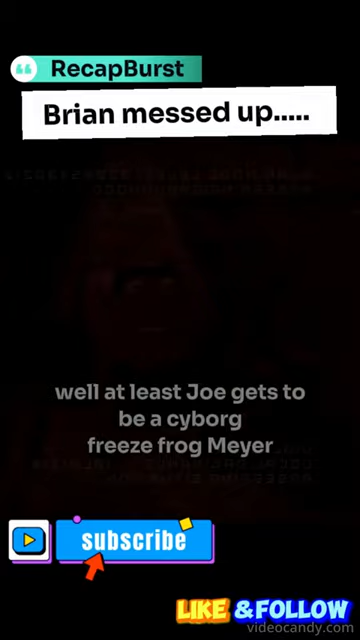 RecapBurst
Brian messed up.....
well at least Joe gets to
be a cyborg
freeze frog Meyer
subscribe
LIKE & FOLLOW
videocandy.com